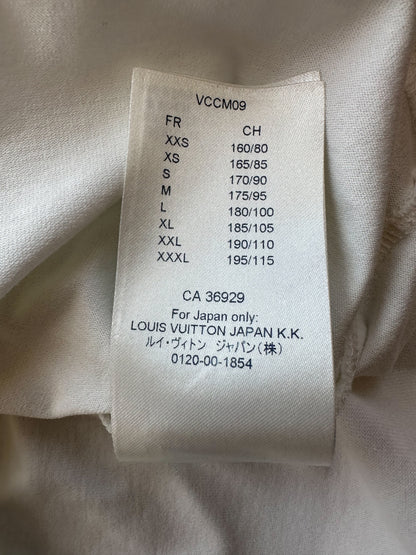 VCCM09
FR CH
XXS 160/80
XS 165/85
S 170/90
M 175/95
L 180/100
XL 185/105
XXL 190/110
XXXL 195/115
CA 36929
For Japan only:
LOUIS VUITTON JAPAN K.K.
ルイ・ヴィトン ジャパン(株)
0120-00-1854